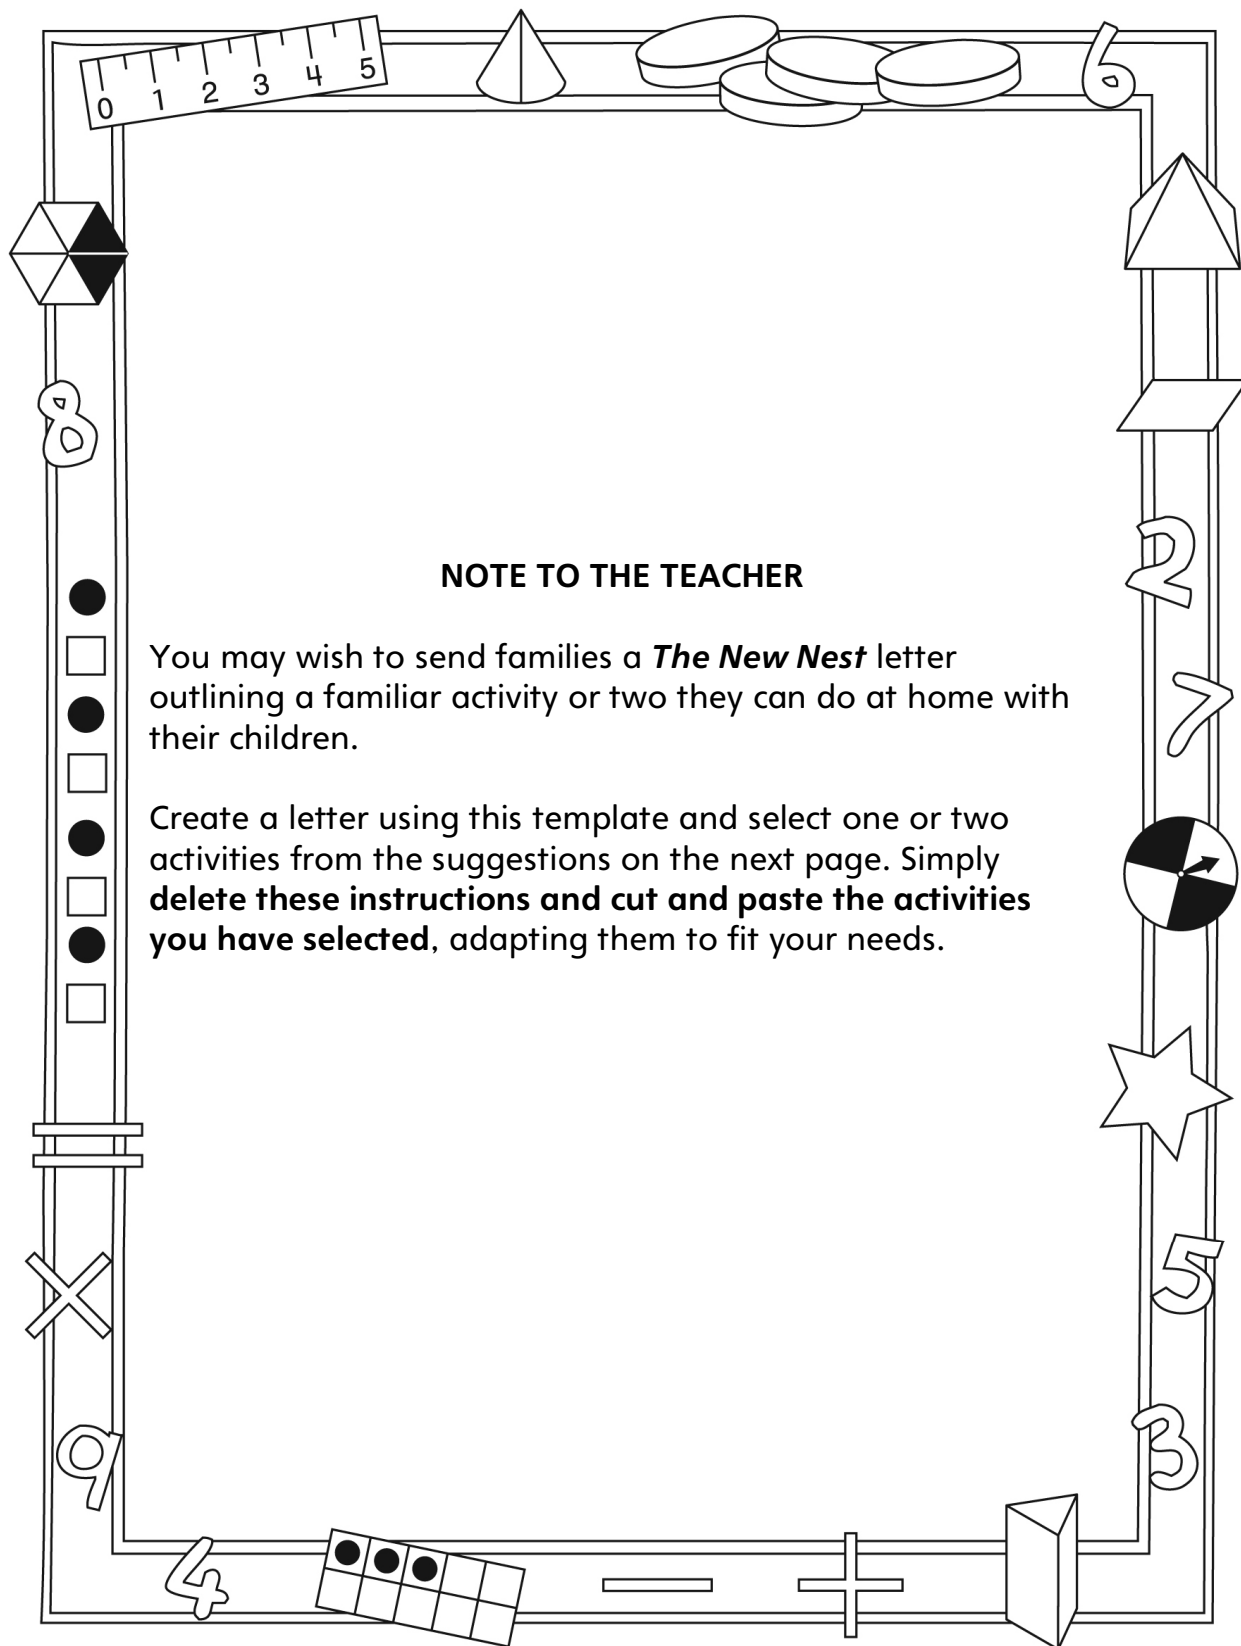 0 1 2 3 4 5
6
8
2
7
NOTE TO THE TEACHER
You may wish to send families a The New Nest letter
outlining a familiar activity or two they can do at home with
their children.
Create a letter using this template and select one or two
activities from the suggestions on the next page. Simply
delete these instructions and cut and paste the activities
you have selected, adapting them to fit your needs.
=
×
5
9
3
4
−
+